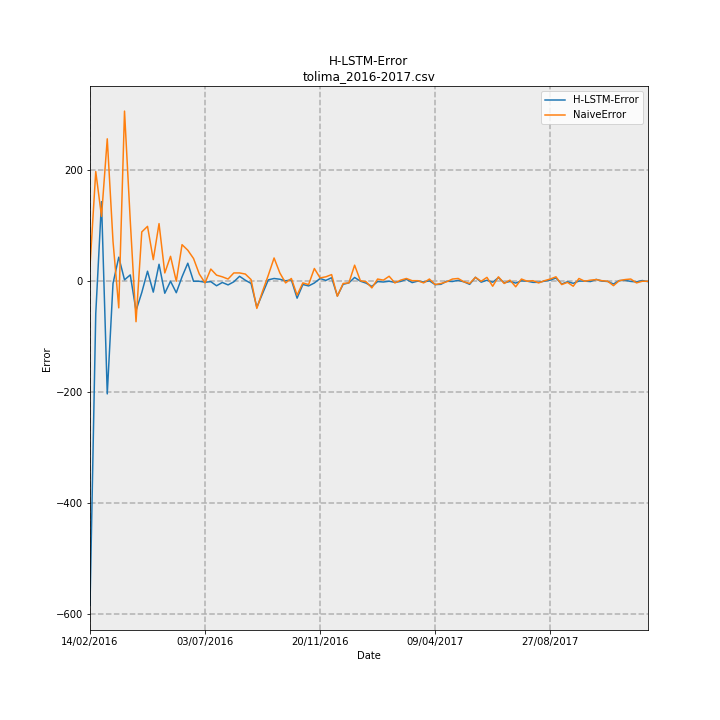 H-LSTM-Error
tolima_2016-2017.csv
H-LSTM-Error
NaiveError
200
0
−200
−400
−600
Error
14/02/2016
03/07/2016
20/11/2016
09/04/2017
27/08/2017
Date